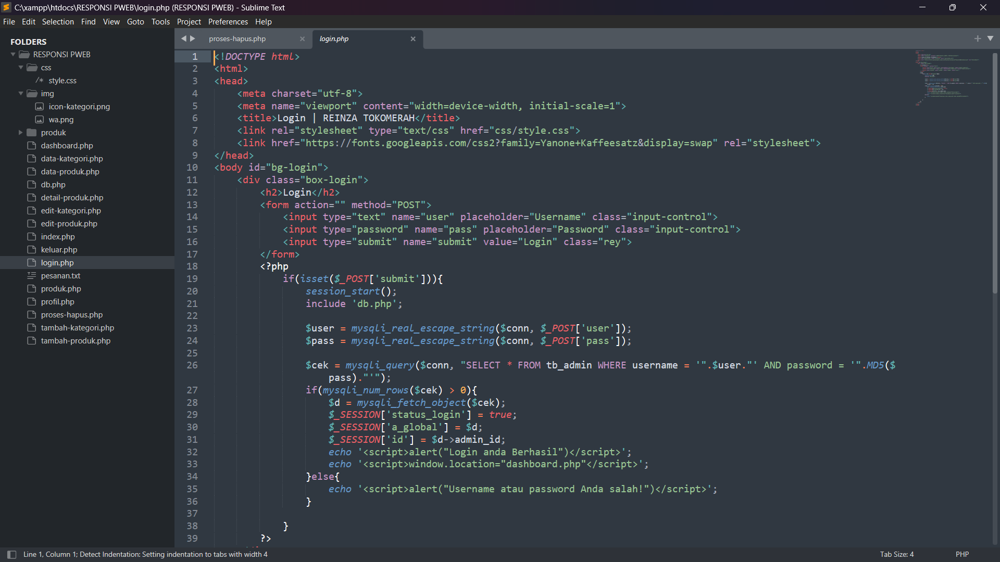 C:\xampp\htdocs\RESPONSI PWEB\login.php (RESPONSI PWEB) - Sublime Text
File Edit Selection Find View Goto Tools Project Preferences Help
FOLDERS
RESPONSI PWEB
css
/* style.css
img
icon-kategori.png
wa.png
produk
dashboard.php
data-kategori.php
data-produk.php
db.php
detail-produk.php
edit-kategori.php
edit-produk.php
index.php
keluar.php
login.php
pesanan.txt
produk.php
profil.php
proses-hapus.php
tambah-kategori.php
tambah-produk.php
proses-hapus.php login.php
1 <!DOCTYPE html>
2 <html>
3 <head>
4 <meta charset="utf-8">
5 <meta name="viewport" content="width=device-width, initial-scale=1">
6 <title>Login | REINZA TOKOMERAH</title>
7 <link rel="stylesheet" type="text/css" href="css/style.css">
8 <link href="https://fonts.googleapis.com/css2?family=Yanone+Kaffeesatz&display=swap" rel="stylesheet">
9 </head>
10 <body id="bg-login">
11 <div class="box-login">
12 <h2>Login</h2>
13 <form action="" method="POST">
14 <input type="text" name="user" placeholder="Username" class="input-control">
15 <input type="password" name="pass" placeholder="Password" class="input-control">
16 <input type="submit" name="submit" value="Login" class="rey">
17 </form>
18 <?php
19 if(isset($_POST['submit'])){
20 session_start();
21 include 'db.php';
22
23 $user = mysqli_real_escape_string($conn, $_POST['user']);
24 $pass = mysqli_real_escape_string($conn, $_POST['pass']);
25
26 $cek = mysqli_query($conn, "SELECT * FROM tb_admin WHERE username = '".$user."' AND password = '".MD5($
pass)."'");
27 if(mysqli_num_rows($cek) > 0){
28 $d = mysqli_fetch_object($cek);
29 $_SESSION['status_login'] = true;
30 $_SESSION['a_global'] = $d;
31 $_SESSION['id'] = $d->admin_id;
32 echo '<script>alert("Login anda Berhasil")</script>';
33 echo '<script>window.location="dashboard.php"</script>';
34 }else{
35 echo '<script>alert("Username atau password Anda salah!")</script>';
36 }
37
38 }
39 ?>
Line 1, Column 1; Detect Indentation: Setting indentation to tabs with width 4
Tab Size: 4
PHP